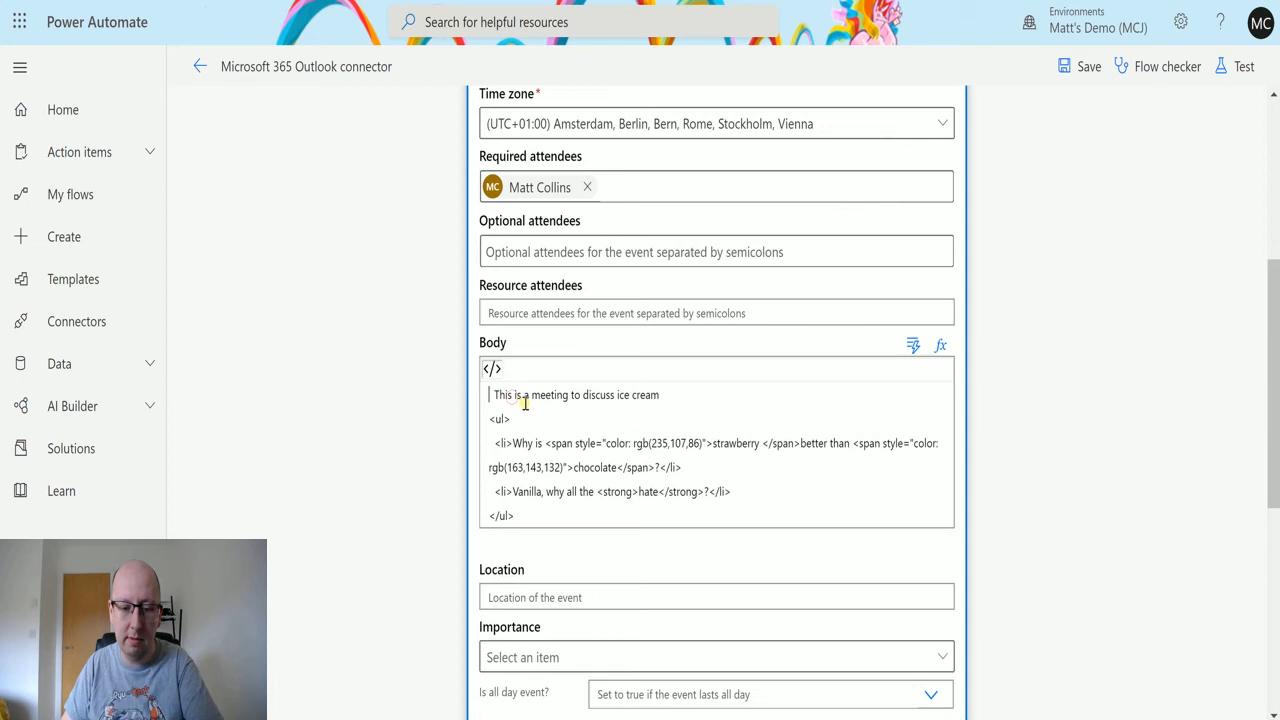 Power Automate
Search for helpful resources
Environments
Matt's Demo (MCJ)
MC
Microsoft 365 Outlook connector
Save
Flow checker
Test
Home
Action items
My flows
Create
Templates
Connectors
Data
AI Builder
Solutions
Learn
Time zone*
(UTC+01:00) Amsterdam, Berlin, Bern, Rome, Stockholm, Vienna
Required attendees
MC Matt Collins
Optional attendees
Optional attendees for the event separated by semicolons
Resource attendees
Resource attendees for the event separated by semicolons
Body
fx
</>
This is a meeting to discuss ice cream
<ul>
<li>Why is <span style="color: rgb(235,107,86)">strawberry </span>better than <span style="color:
rgb(163,143,132)">chocolate</span>?</li>
<li>Vanilla, why all the <strong>hate</strong>?</li>
</ul>
Location
Location of the event
Importance
Select an item
Is all day event?
Set to true if the event lasts all day